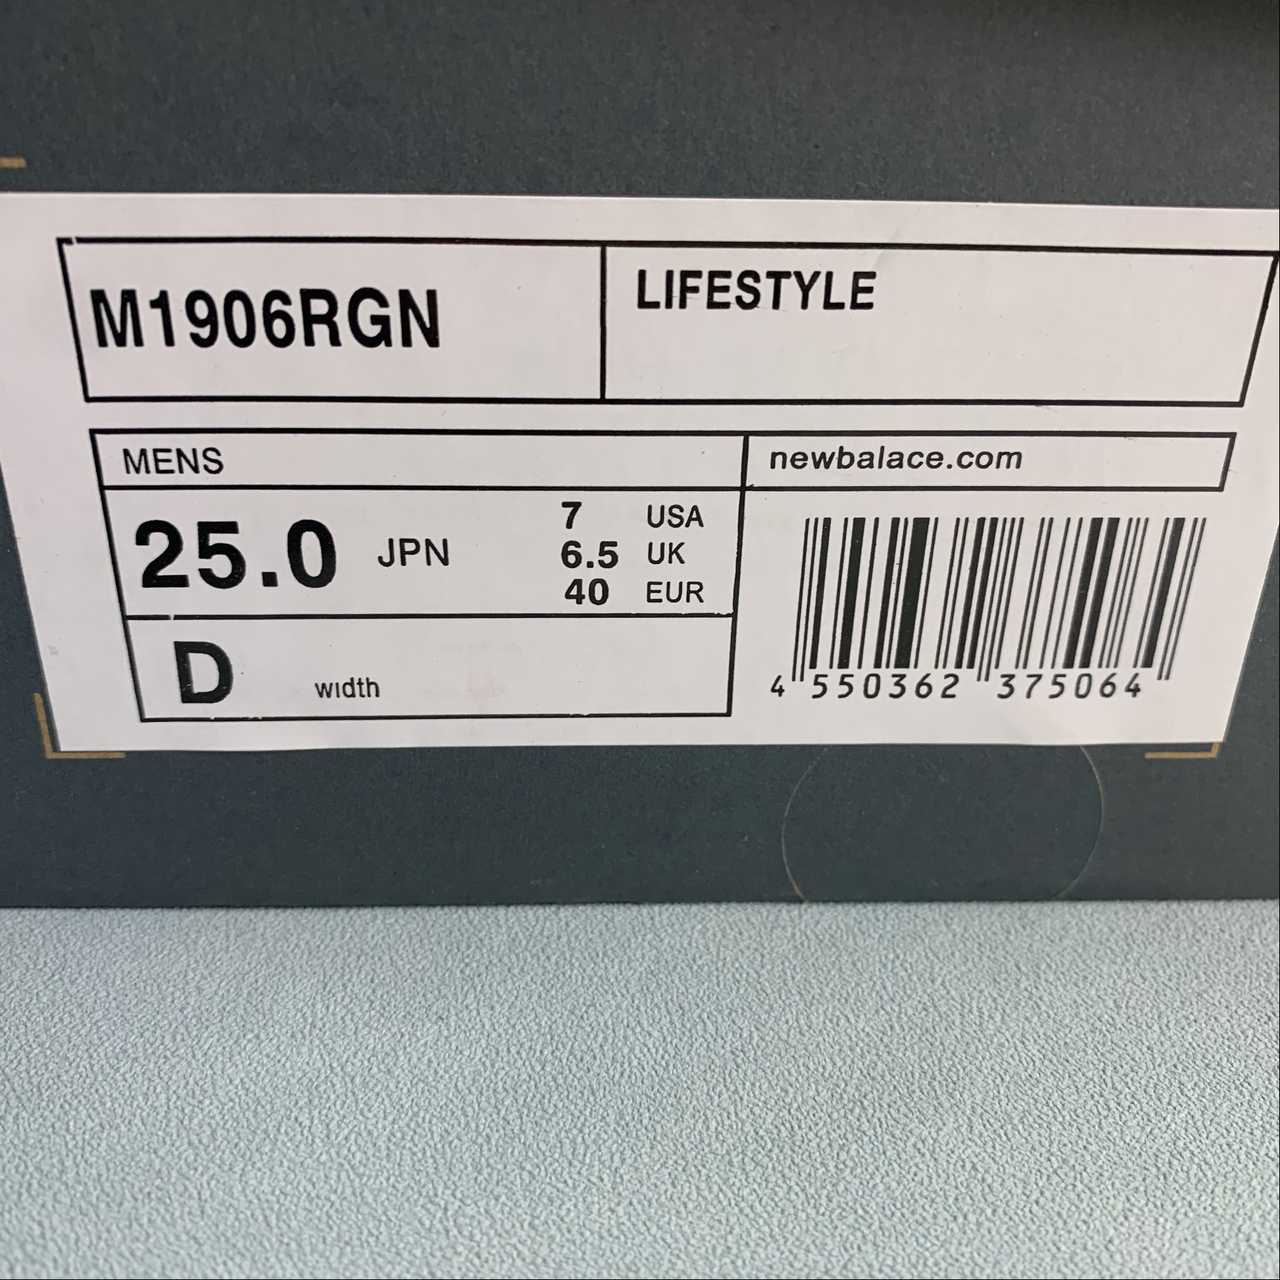 M1906RGN
LIFESTYLE
MENS
newbalace.com
25.0 JPN
7 USA
6.5 UK
40 EUR
D width
4 550362 375064